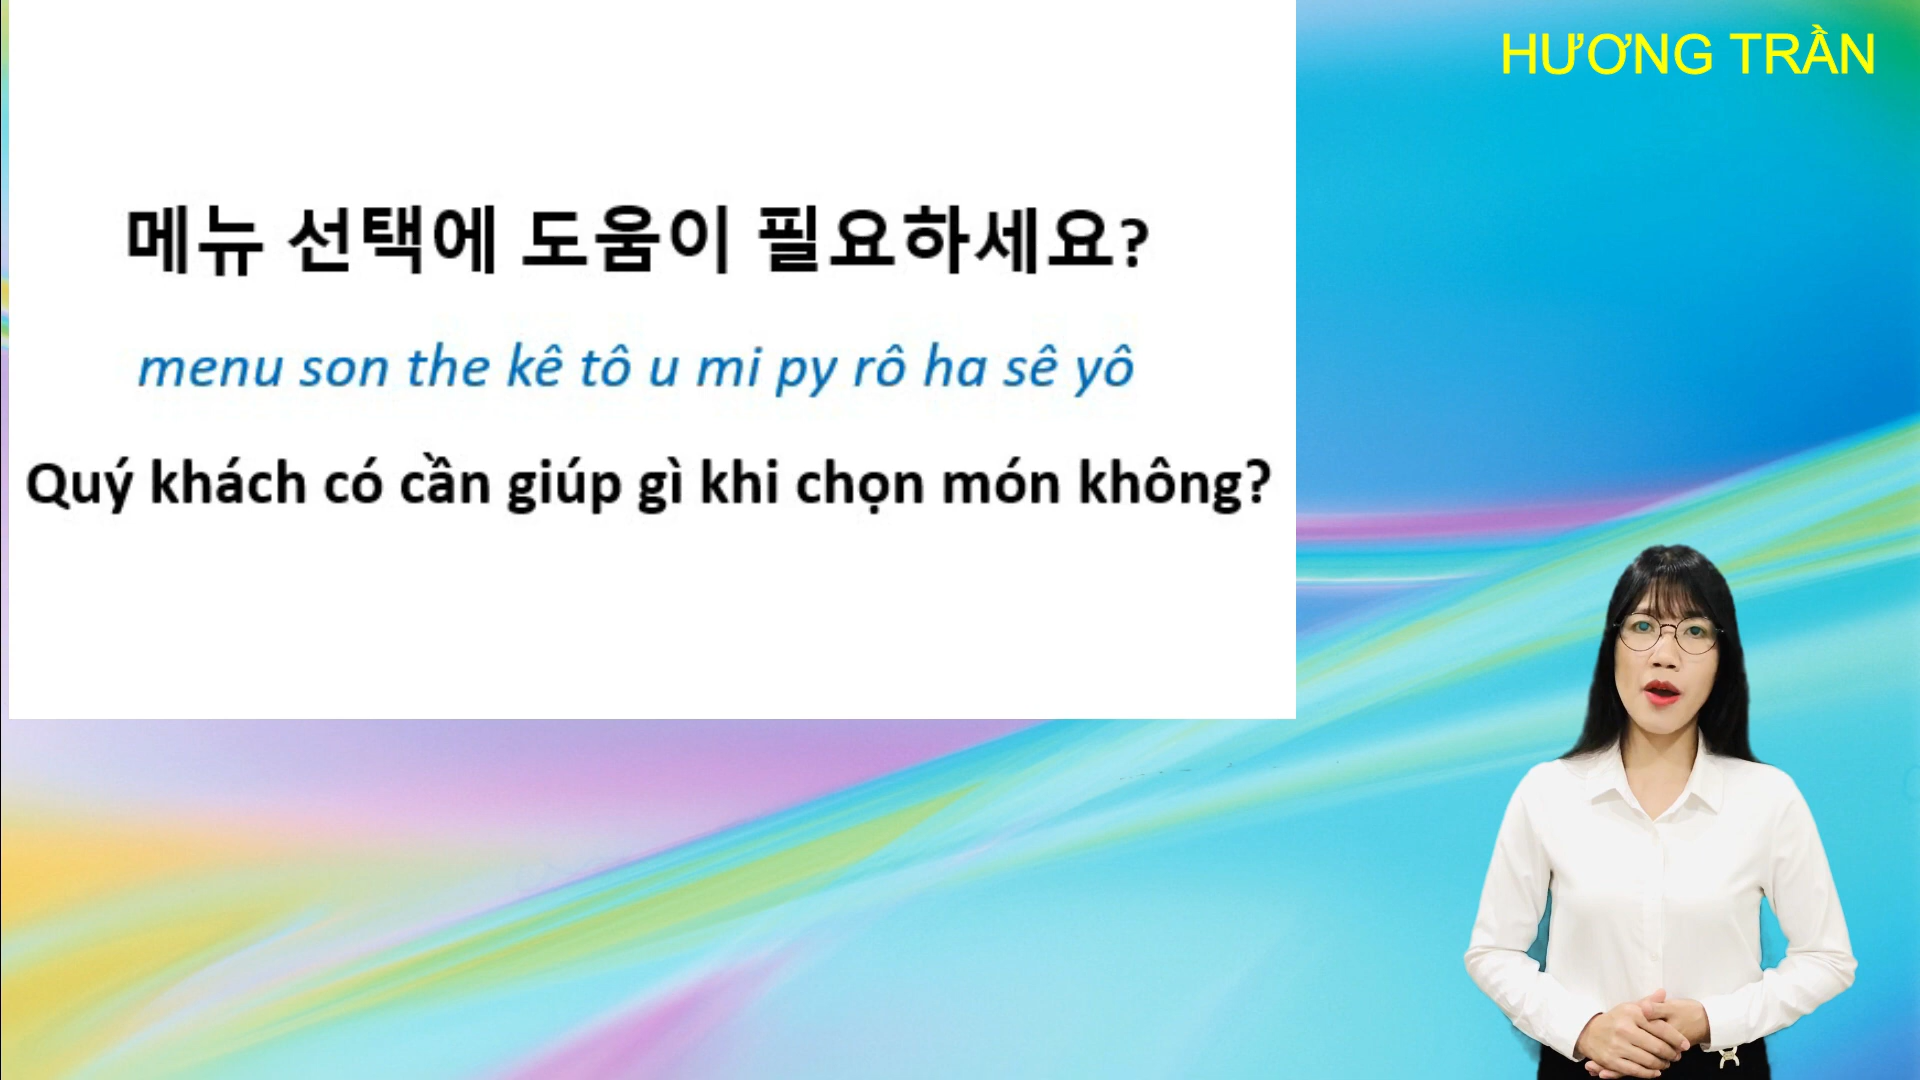 HƯƠNG TRẦN
메뉴 선택에 도움이 필요하세요?
menu son the kê tô u mi py rô ha sê yô
Quý khách có cần giúp gì khi chọn món không?